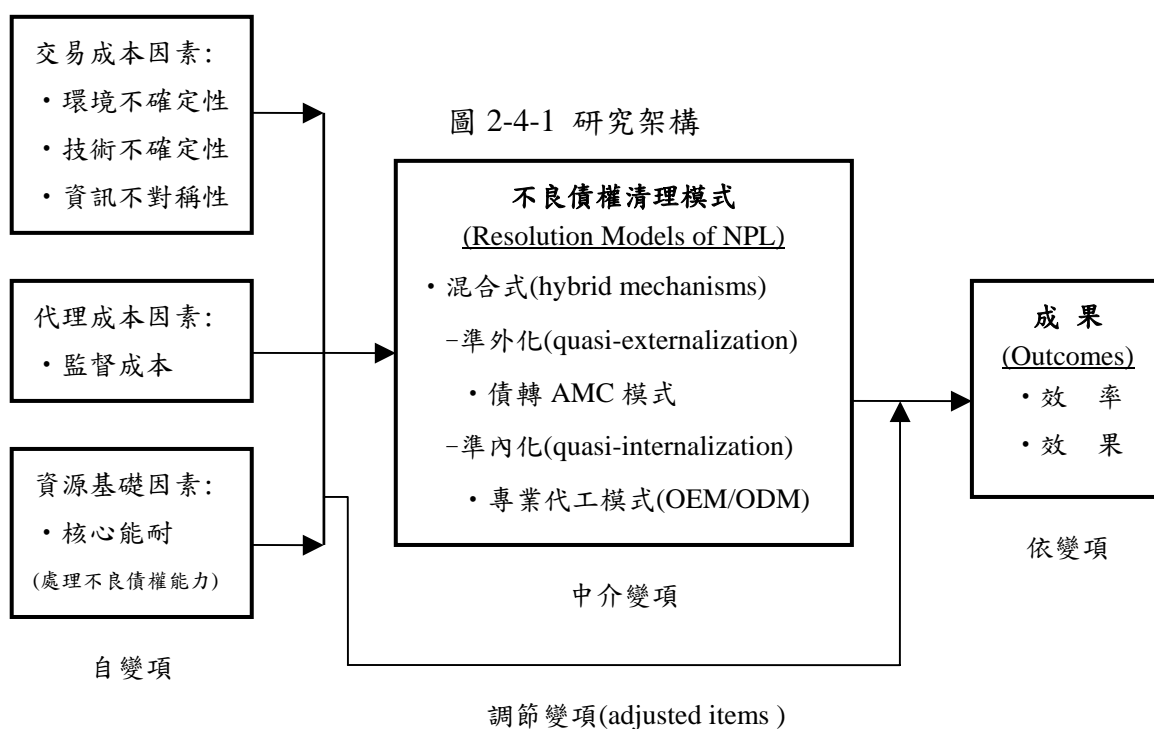 交易成本因素:
・環境不確定性
・技術不確定性
・資訊不對稱性
代理成本因素:
・監督成本
資源基礎因素:
・核心能耐
(處理不良債權能力)
自變項
圖 2-4-1 研究架構
不良債權清理模式
(Resolution Models of NPL)
・混合式(hybrid mechanisms)
−準外化(quasi-externalization)
・債轉 AMC 模式
−準內化(quasi-internalization)
・專業代工模式(OEM/ODM)
中介變項
成 果
(Outcomes)
・效 率
・效 果
依變項
調節變項(adjusted items )